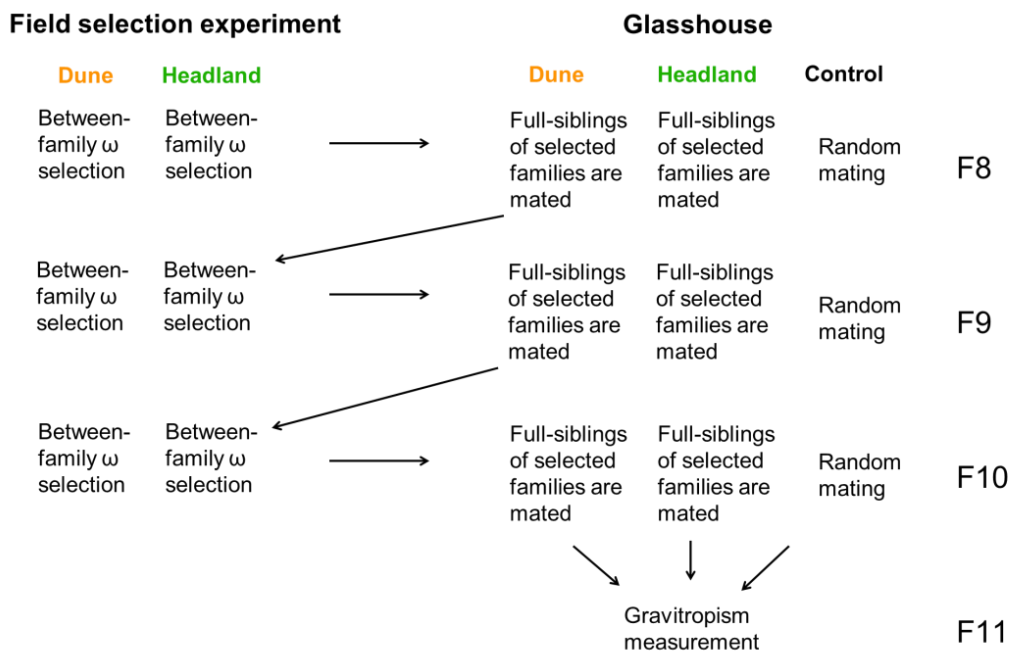 Field selection experiment
Glasshouse
Dune
Headland
Dune
Headland
Control
Between-
family ω
selection
Between-
family ω
selection
Full-siblings
of selected
families are
mated
Full-siblings
of selected
families are
mated
Random
mating
F8
Between-
family ω
selection
Between-
family ω
selection
Full-siblings
of selected
families are
mated
Full-siblings
of selected
families are
mated
Random
mating
F9
Between-
family ω
selection
Between-
family ω
selection
Full-siblings
of selected
families are
mated
Full-siblings
of selected
families are
mated
Random
mating
F10
Gravitropism
measurement
F11